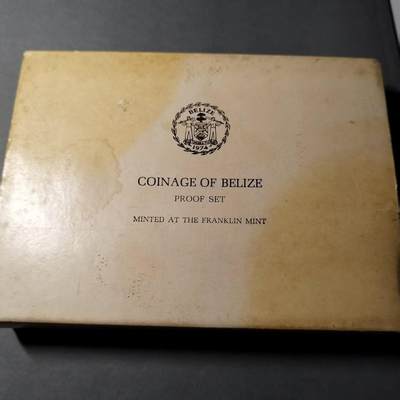 BELIZE
1974
COINAGE OF BELIZE
PROOF SET
MINTED AT THE FRANKLIN MINT